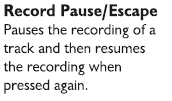 Record Pause/Escape
Pauses the recording of a
track and then resumes
the recording when
pressed again.